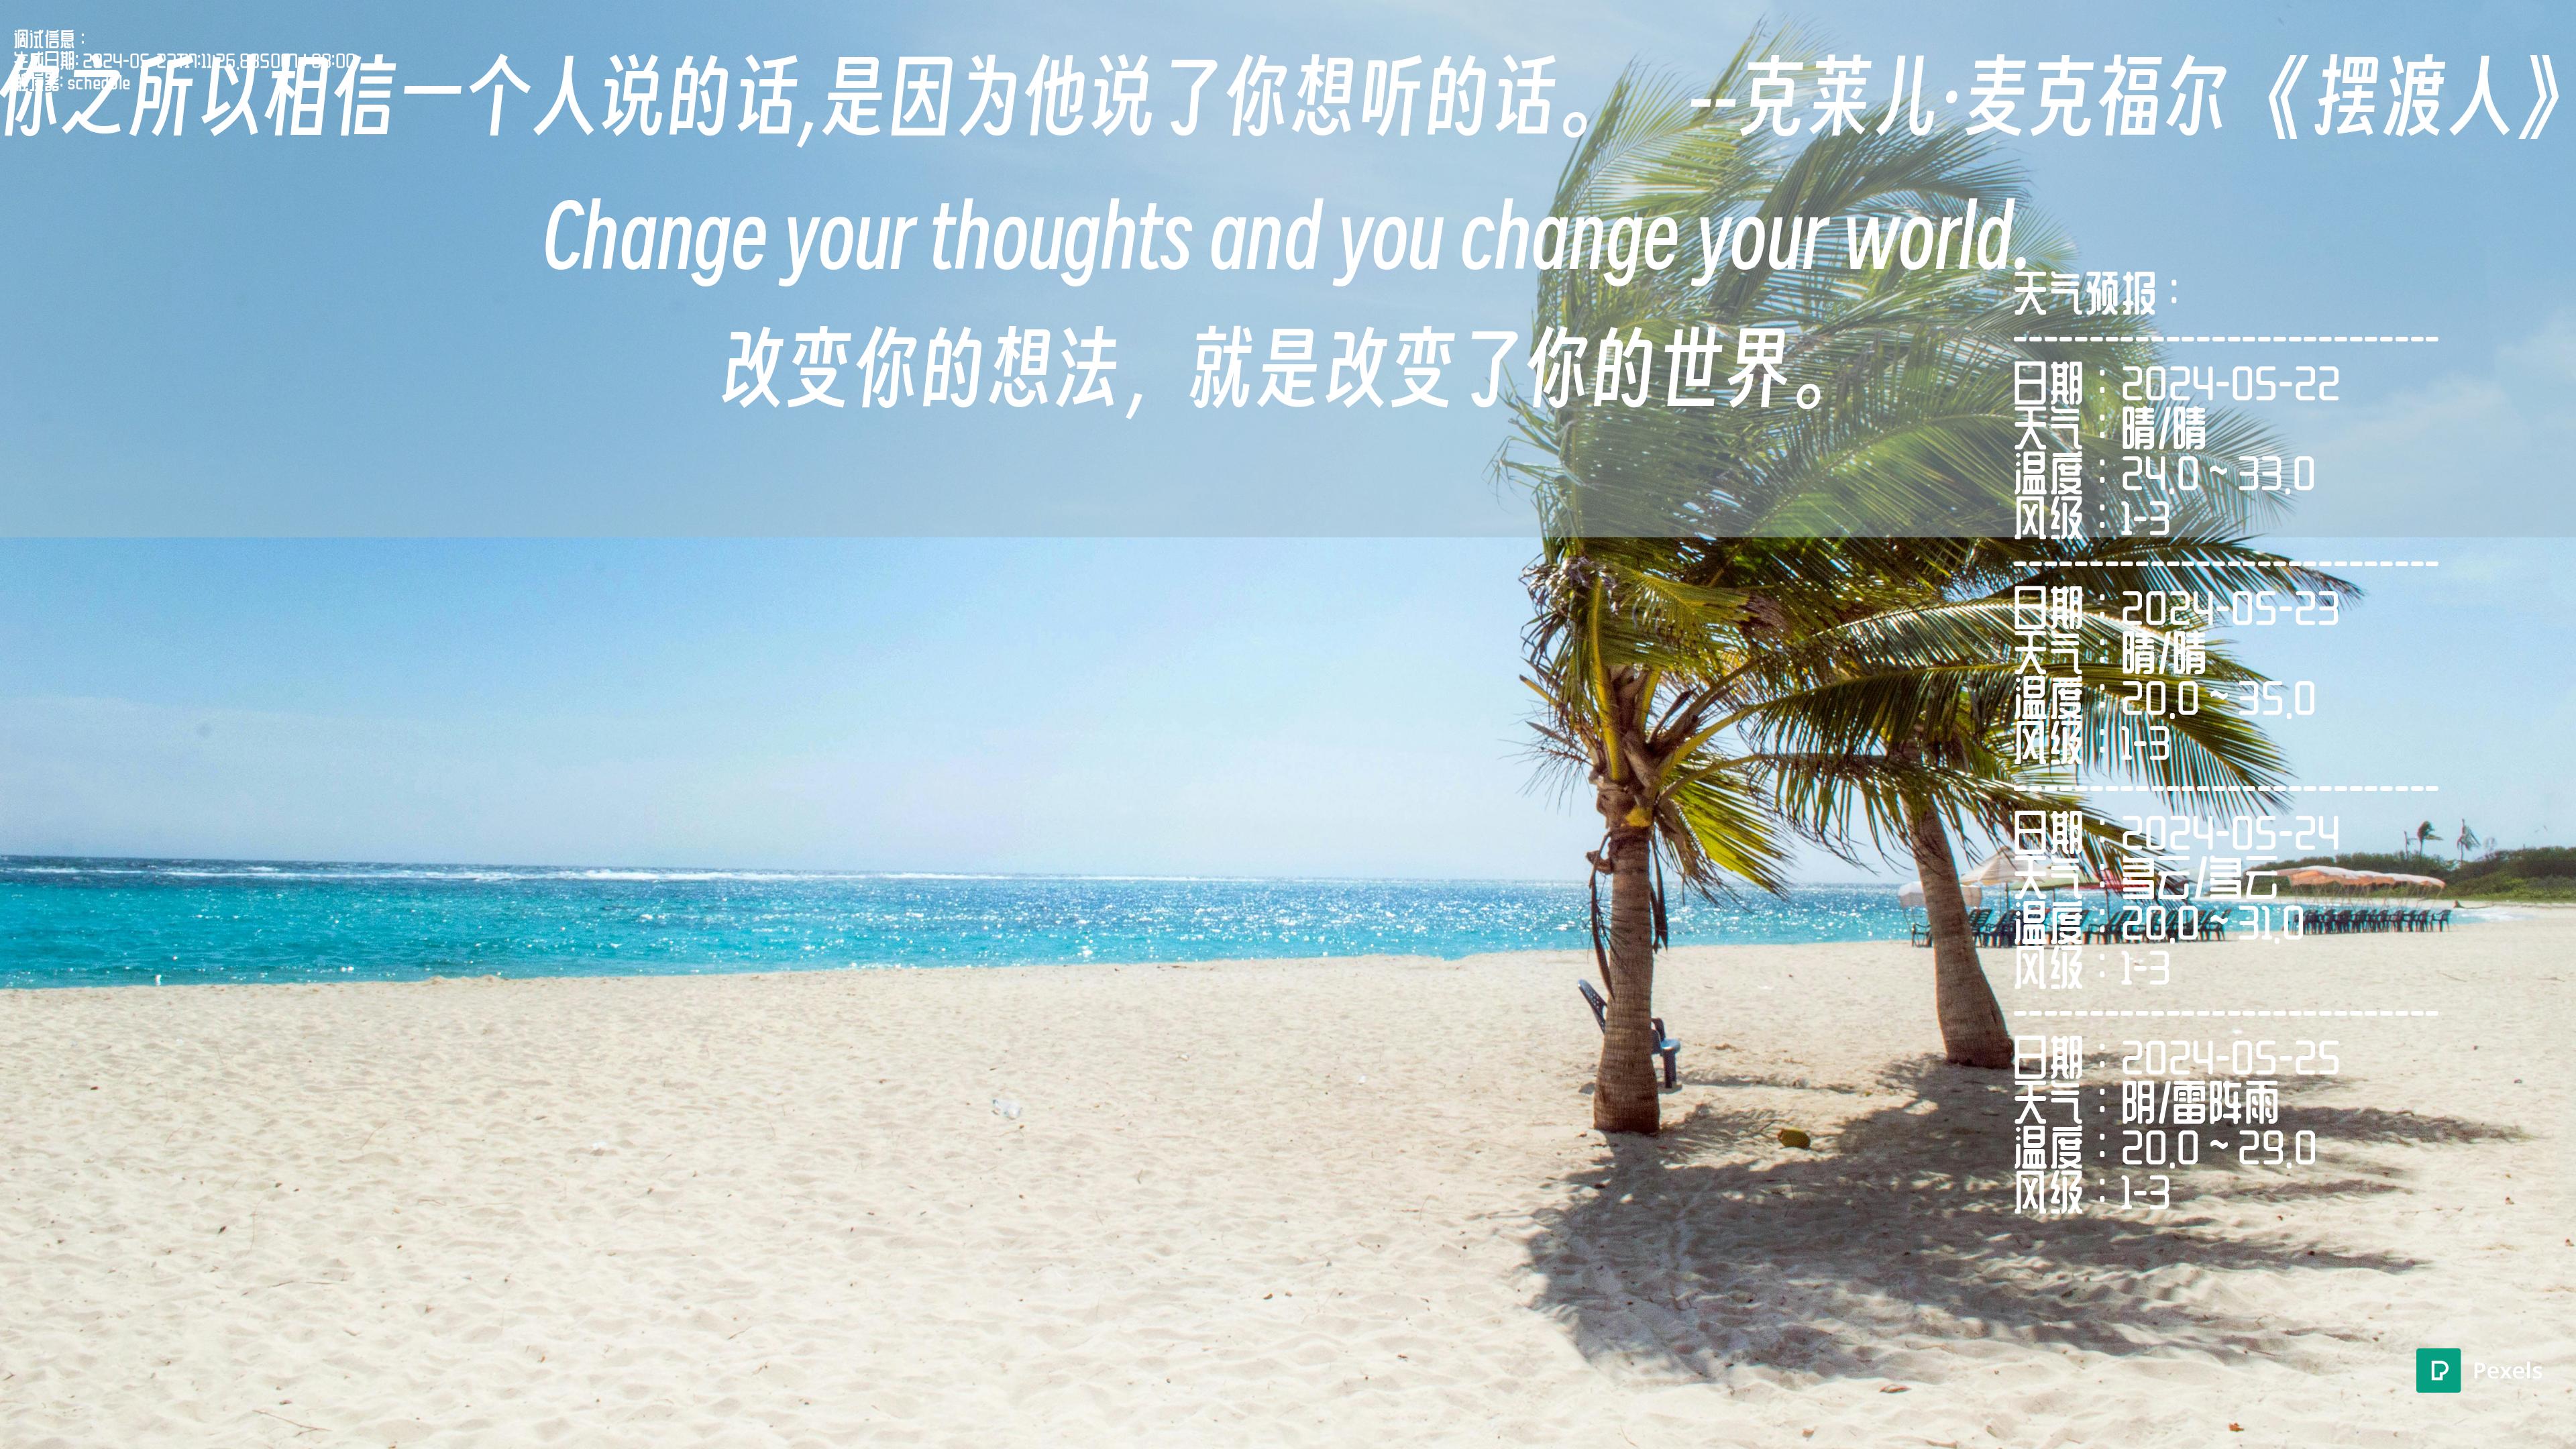 调试信息：
生成日期: 2024-05-22T
触发器: schedule
你之所以相信一个人说的话,是因为他说了你想听的话。 --克莱儿·麦克福尔《摆渡人》
Change your thoughts and you change your world.
改变你的想法，就是改变了你的世界。
天气预报：
----------------------------
日期：2024-05-22
天气：晴/晴
温度：24.0 ~ 33.0
风级：1-3
----------------------------
日期：2024-05-23
天气：晴/晴
温度：20.0 ~ 35.0
风级：1-3
----------------------------
日期：2024-05-24
天气：多云/多云
温度：20.0 ~ 31.0
风级：1-3
----------------------------
日期：2024-05-25
天气：阴/雷阵雨
温度：20.0 ~ 29.0
风级：1-3
Pexels